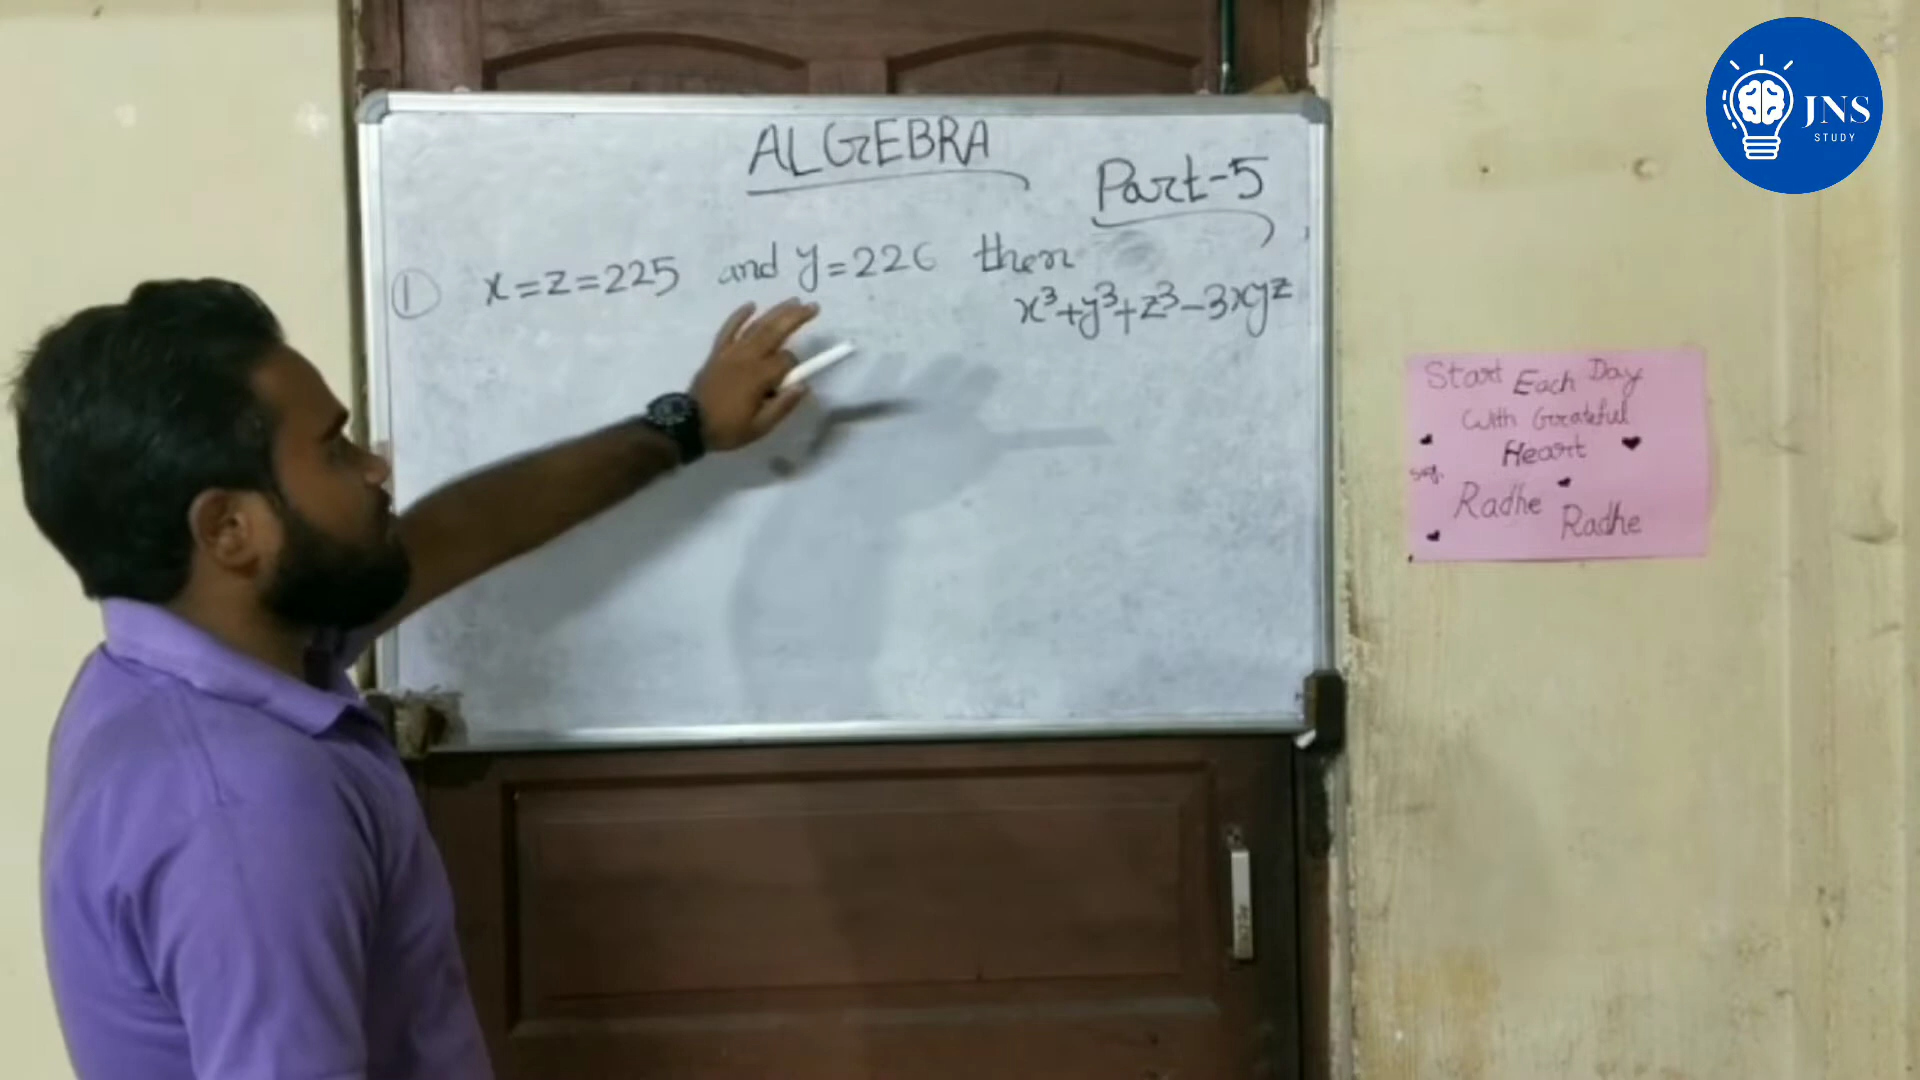 ALGEBRA
Part-5
① x=z=225 and y=226 then
x³+y³+z³-3xyz
JNS
STUDY
Start Each Day
With Grateful
Heart
Radhe Radhe